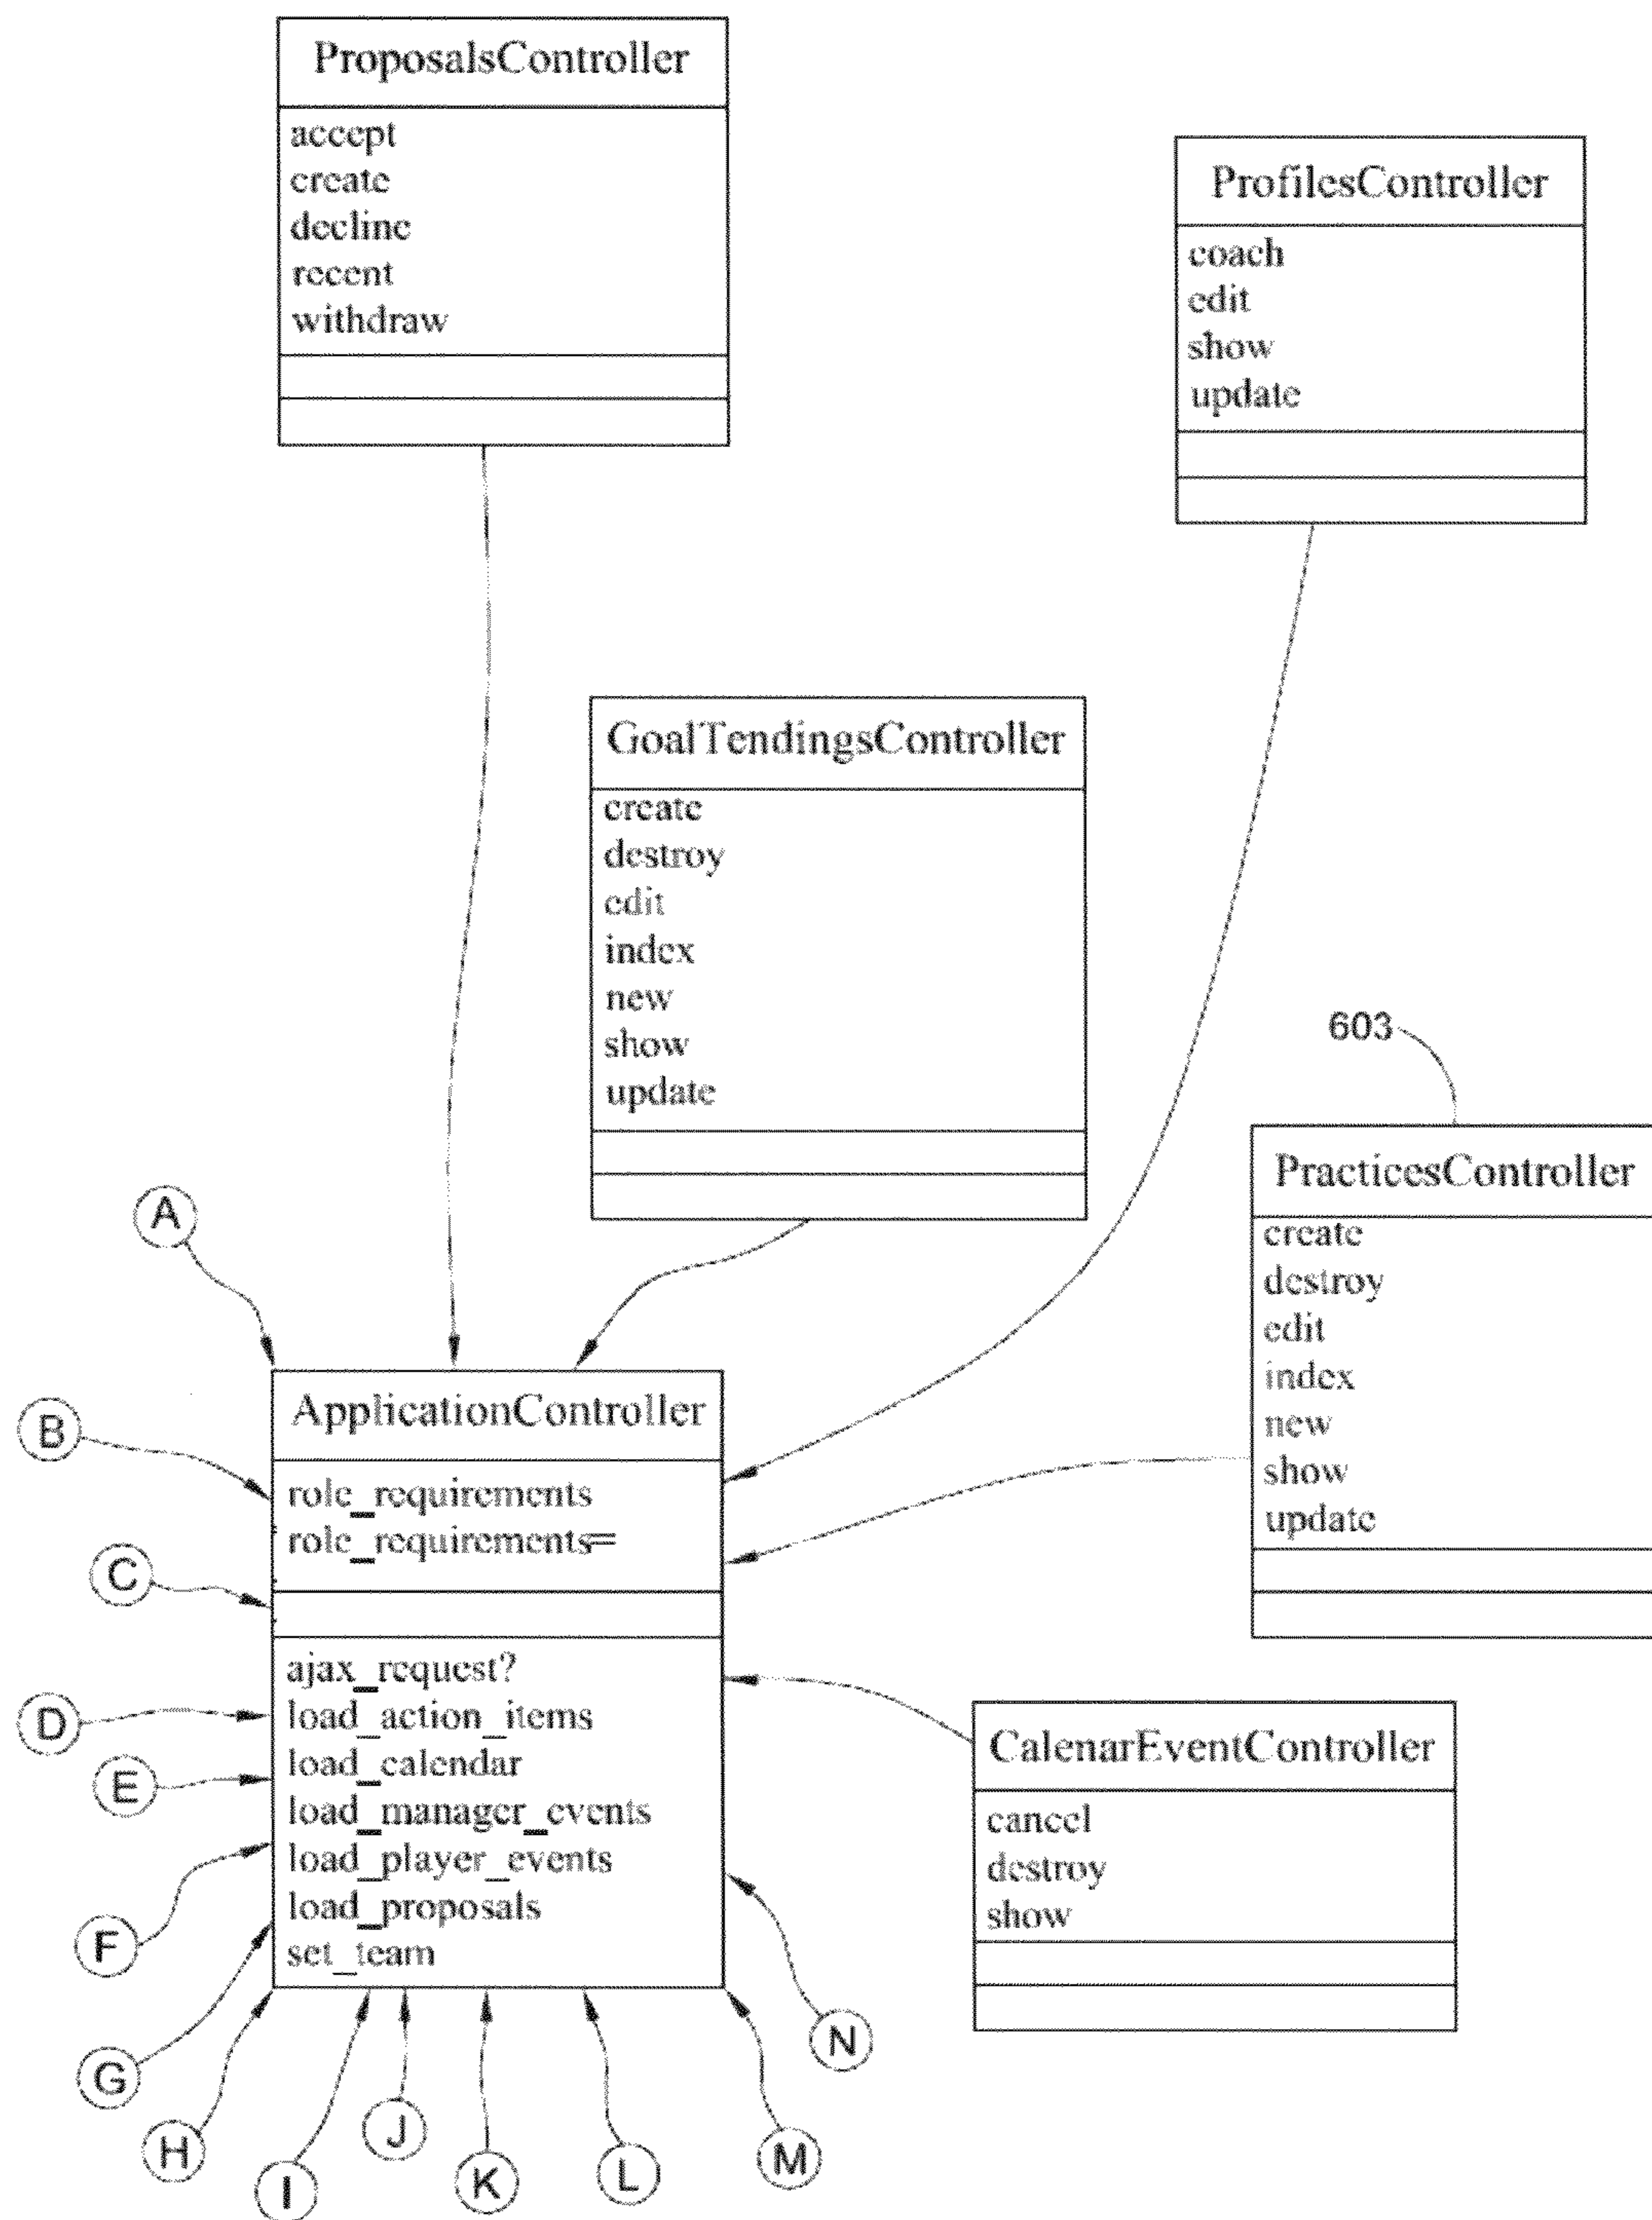 ProposalsController
accept
create
decline
recent
withdraw
ProfilesController
coach
edit
show
update
GoalTendingsController
create
destroy
edit
index
new
show
update
603
PracticesController
create
destroy
edit
index
new
show
update
A
B
C
D
E
F
G
H
I
J
K
L
M
N
ApplicationController
role_requirements
role_requirements=
ajax_request?
load_action_items
load_calendar
load_manager_events
load_player_events
load_proposals
set_team
CalenarEventController
cancel
destroy
show